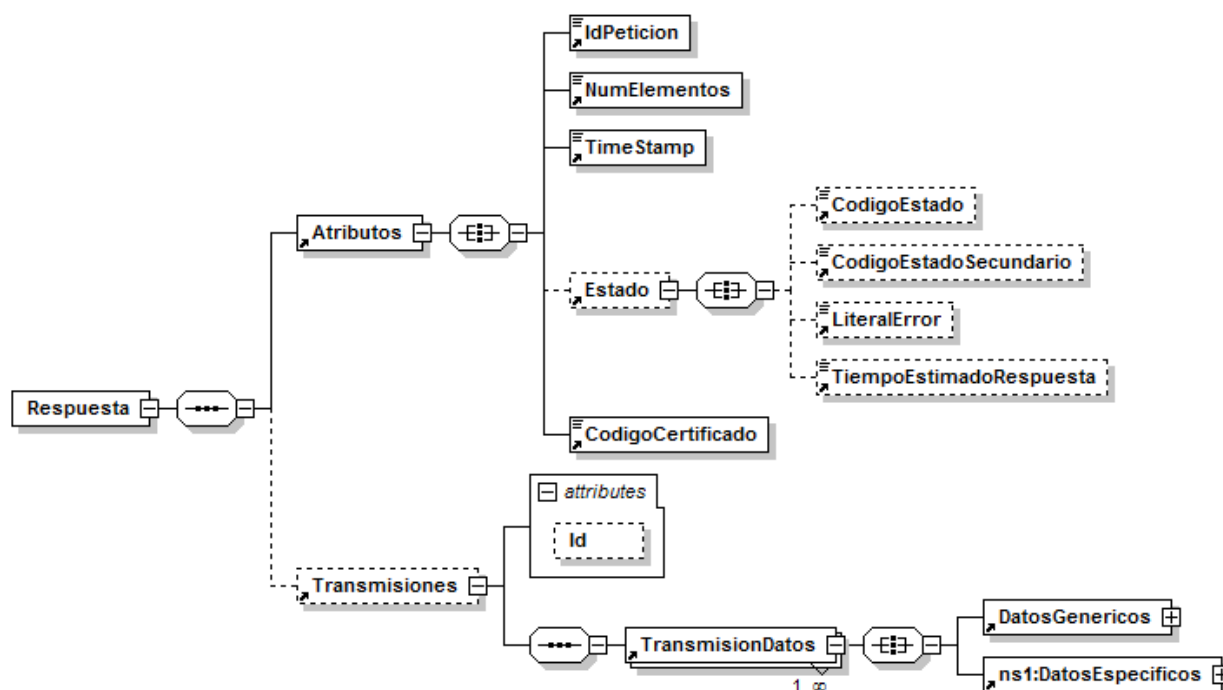 IdPeticion
NumElementos
TimeStamp
CodigoEstado
Atributos
CodigoEstadoSecundario
Estado
LiteralError
TiempoEstimadoRespuesta
Respuesta
CodigoCertificado
attributes
Id
Transmisiones
DatosGenericos
TransmisionDatos
ns1:DatosEspecificos
1..∞